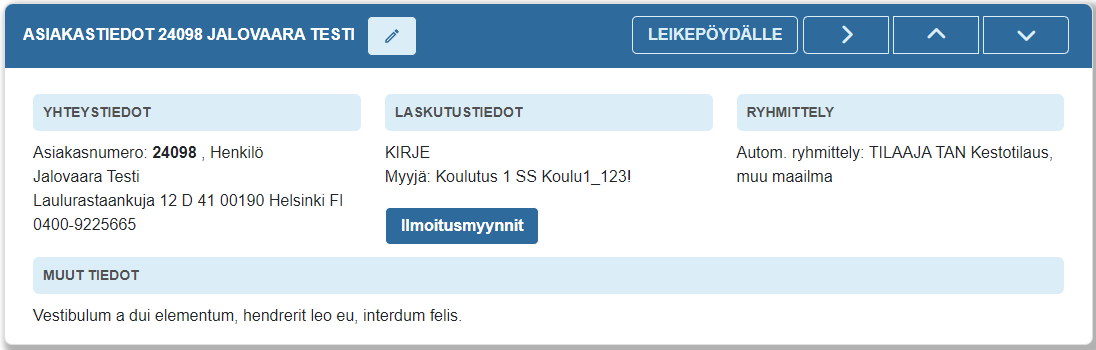 ASIAKASTIEDOT 24098 JALOVAARA TESTI
LEIKEPÖYDÄLLE
YHTEYSTIEDOT
Asiakasnumero: 24098 , Henkilö
Jalovaara Testi
Laulurastaankuja 12 D 41 00190 Helsinki FI
0400-9225665
LASKUTUSTIEDOT
KIRJE
Myyjä: Koulutus 1 SS Koulu1_123!
Ilmoitusmyynnit
RYHMITTELY
Autom. ryhmittely: TILAAJA TAN Kestotilaus,
muu maailma
MUUT TIEDOT
Vestibulum a dui elementum, hendrerit leo eu, interdum felis.